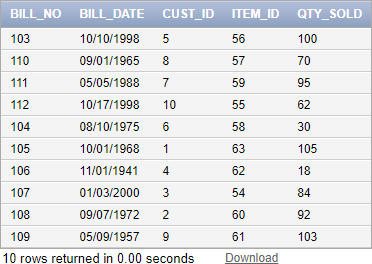 BILL_NO BILL_DATE CUST_ID ITEM_ID QTY_SOLD
103 10/10/1998 5 56 100
110 09/01/1965 8 57 70
111 05/05/1988 7 59 95
112 10/17/1998 10 55 62
104 08/10/1975 6 58 30
105 10/01/1968 1 63 105
106 11/01/1941 4 62 18
107 01/03/2000 3 54 84
108 09/07/1972 2 60 92
109 05/09/1957 9 61 103
10 rows returned in 0.00 seconds Download